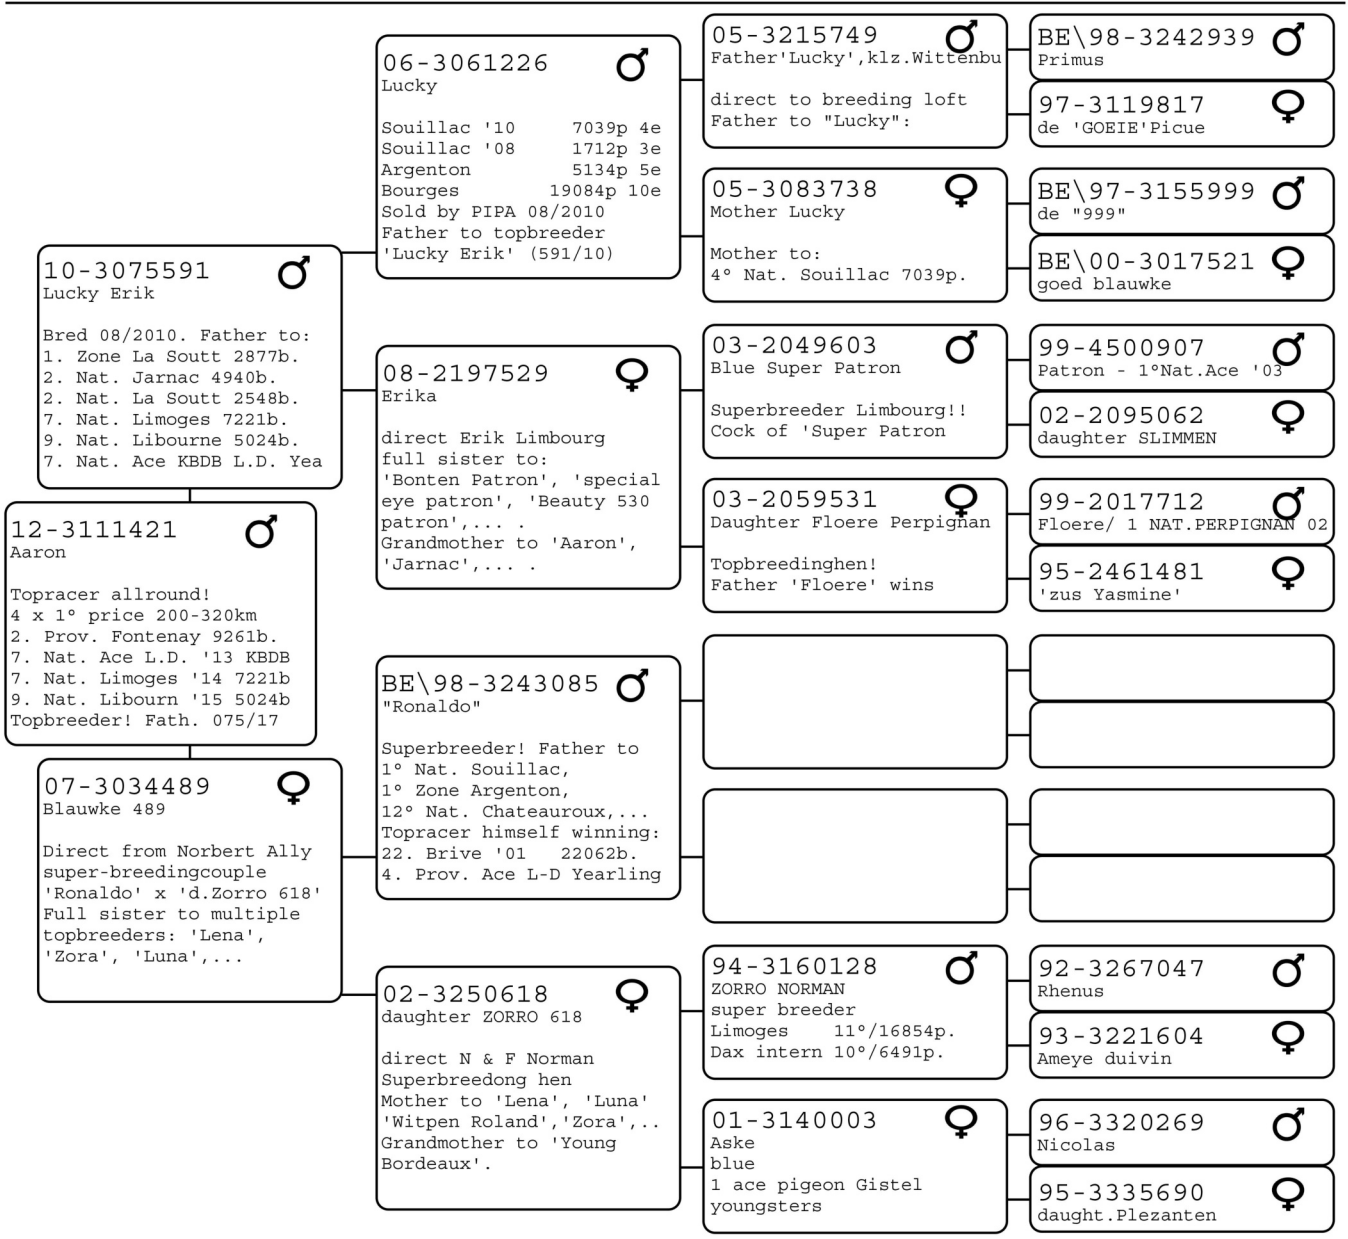 12-3111421
Aaron
Topracer allround!
4 x 1° price 200-320km
2. Prov. Fontenay 9261b.
7. Nat. Ace L.D. '13 KBDB
7. Nat. Limoges '14 7221b
9. Nat. Libourn '15 5024b
Topbreeder! Fath. 075/17
10-3075591
Lucky Erik
Bred 08/2010. Father to:
1. Zone La Soutt 2877b.
2. Nat. Jarnac 4940b.
2. Nat. La Soutt 2548b.
7. Nat. Limoges 7221b.
9. Nat. Libourne 5024b.
7. Nat. Ace KBDB L.D. Yea
07-3034489
Blauwke 489
Direct from Norbert Ally
super-breedingcouple
'Ronaldo' x 'd.Zorro 618'
Full sister to multiple
topbreeders: 'Lena',
'Zora', 'Luna',...
06-3061226
Lucky
Souillac '10 7039p 4e
Souillac '08 1712p 3e
Argenton 5134p 5e
Bourges 19084p 10e
Sold by PIPA 08/2010
Father to topbreeder
'Lucky Erik' (591/10)
08-2197529
Erika
direct Erik Limbourg
full sister to:
'Bonten Patron', 'special
eye patron', 'Beauty 530
patron',... .
Grandmother to 'Aaron',
'Jarnac',... .
BE\98-3243085
"Ronaldo"
Superbreeder! Father to
1° Nat. Souillac,
1° Zone Argenton,
12° Nat. Chateauroux,...
Topracer himself winning:
22. Brive '01 22062b.
4. Prov. Ace L-D Yearling
02-3250618
daughter ZORRO 618
direct N & F Norman
Superbreedong hen
Mother to 'Lena', 'Luna'
'Witpen Roland','Zora',..
Grandmother to 'Young
Bordeaux'.
05-3215749
Father'Lucky',klz.Wittenbu
direct to breeding loft
Father to "Lucky":
05-3083738
Mother Lucky
Mother to:
4° Nat. Souillac 7039p.
03-2049603
Blue Super Patron
Superbreeder Limbourg!!
Cock of 'Super Patron
03-2059531
Daughter Floere Perpignan
Topbreedinghen!
Father 'Floere' wins
94-3160128
ZORRO NORMAN
super breeder
Limoges 11°/16854p.
Dax intern 10°/6491p.
01-3140003
Aske
blue
1 ace pigeon Gistel
youngsters
BE\98-3242939
Primus
97-3119817
de 'GOEIE'Picue
BE\97-3155999
de "999"
BE\00-3017521
goed blauwke
99-4500907
Patron - 1°Nat.Ace '03
02-2095062
daughter SLIMMEN
99-2017712
Floere/ 1 NAT.PERPIGNAN 02
95-2461481
'zus Yasmine'
92-3267047
Rhenus
93-3221604
Ameye duivin
96-3320269
Nicolas
95-3335690
daught.Plezanten